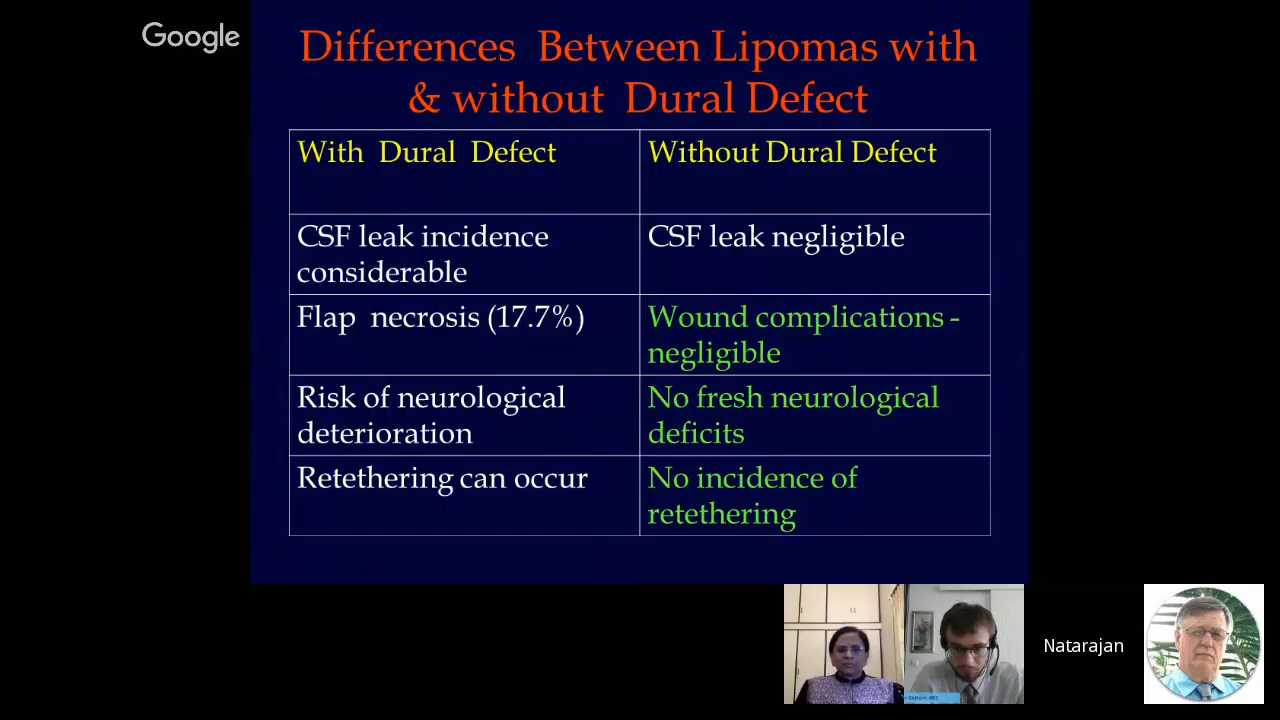 Google
Differences Between Lipomas with
& without Dural Defect
With Dural Defect
Without Dural Defect
CSF leak incidence
considerable
CSF leak negligible
Flap necrosis (17.7%)
Wound complications -
negligible
Risk of neurological
deterioration
No fresh neurological
deficits
Retethering can occur
No incidence of
retethering
Natarajan